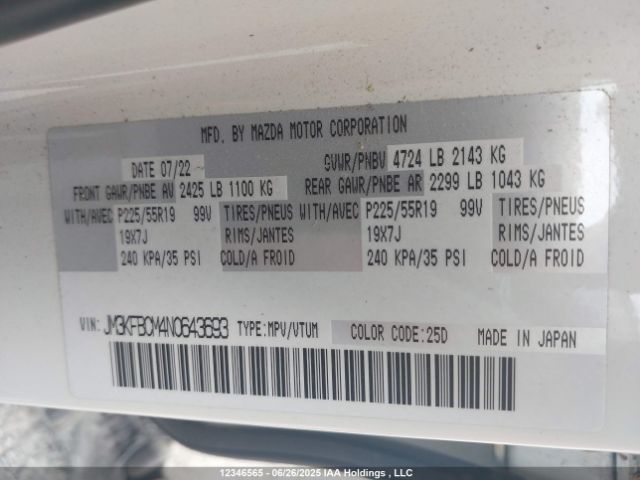 MFD. BY MAZDA MOTOR CORPORATION
DATE 07/22
GVWR/PNBV 4724 LB 2143 KG
FRONT GAWR/PNBE AV 2425 LB 1100 KG
REAR GAWR/PNBE AR 2299 LB 1043 KG
WITH/AVEC P225/55R19 99V TIRES/PNEUS WITH/AVEC P225/55R19 99V TIRES/PNEUS
19X7J RIMS/JANTES 19X7J RIMS/JANTES
240 KPA/35 PSI COLD/A FROID 240 KPA/35 PSI COLD/A FROID
VIN: JM3KFBCM4N0643693 TYPE:MPV/VTUM COLOR CODE:25D MADE IN JAPAN
12346565 06/26/2025 IAA Holdings , LLC